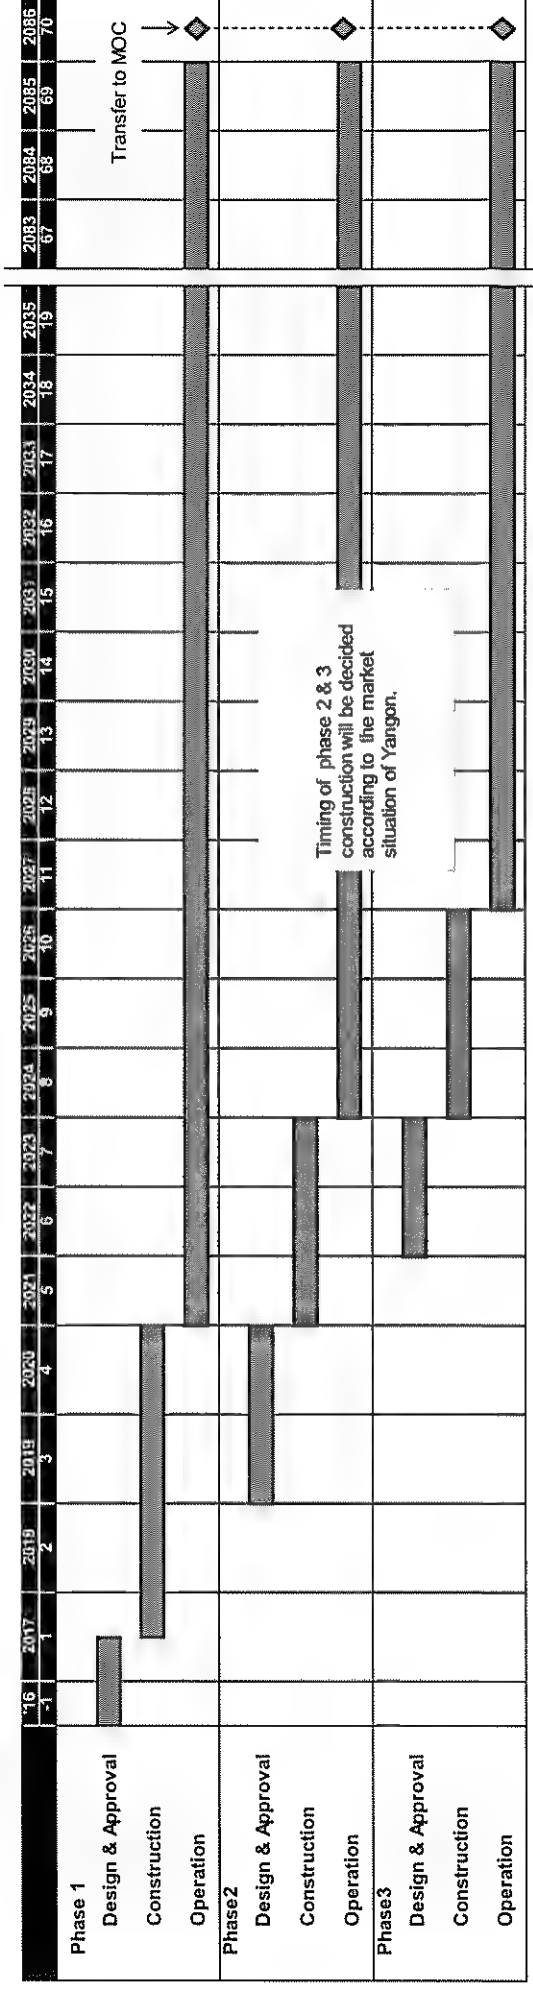 '16 2017 2018 2019 2020 2021 2022 2023 2024 2025 2026 2027 2028 2029 2030 2031 2032 2033 2034 2035 2083 2084 2085 2086
-1 1 2 3 4 5 6 7 8 9 10 11 12 13 14 15 16 17 18 19 67 68 69 70
Phase 1
Design & Approval
Transfer to MOC
Construction
Operation
Phase2
Design & Approval
Construction
Operation
Timing of phase 2 & 3
construction will be decided
according to the market
situation of Yangon.
Phase3
Design & Approval
Construction
Operation